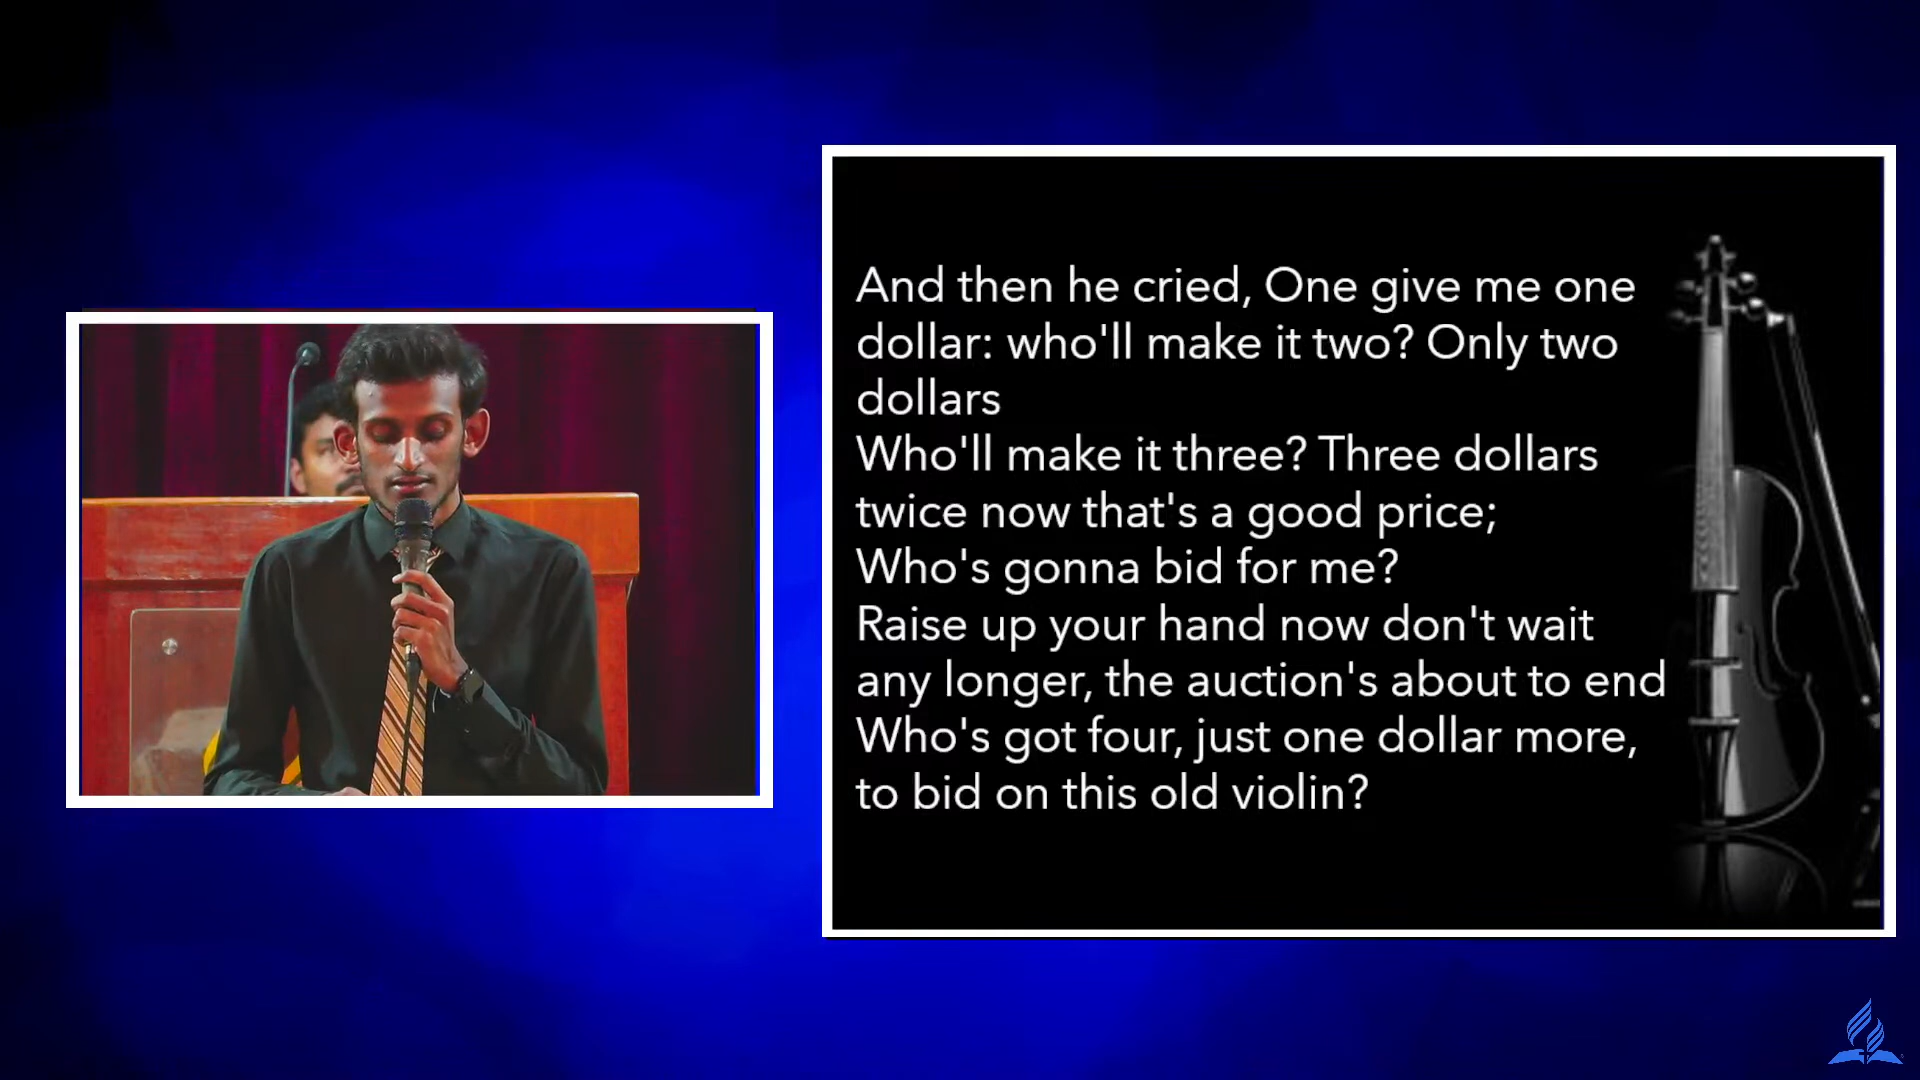 And then he cried, One give me one
dollar: who'll make it two? Only two
dollars
Who'll make it three? Three dollars
twice now that's a good price;
Who's gonna bid for me?
Raise up your hand now don't wait
any longer, the auction's about to end
Who's got four, just one dollar more,
to bid on this old violin?